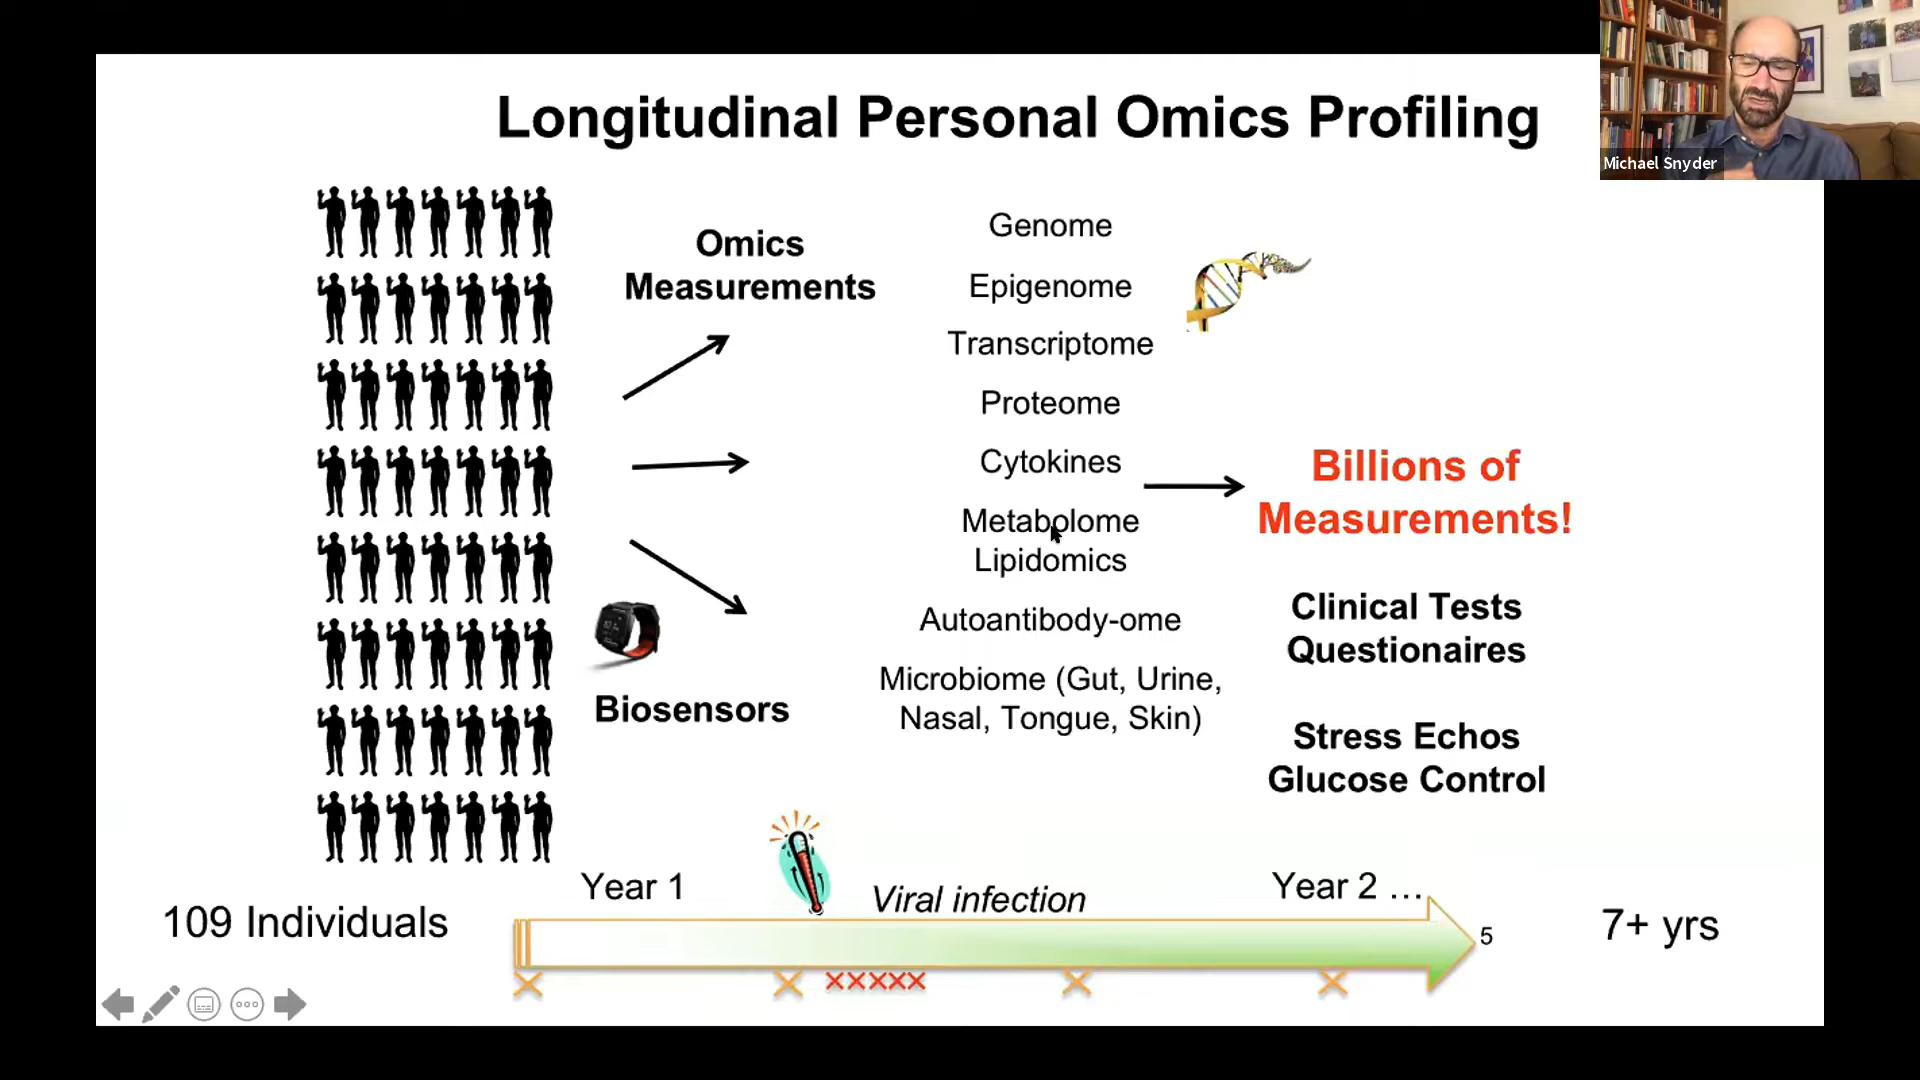 Longitudinal Personal Omics Profiling
Michael Snyder
Omics
Measurements
Genome
Epigenome
Transcriptome
Proteome
Cytokines
Metabolome
Lipidomics
Autoantibody-ome
Microbiome (Gut, Urine,
Nasal, Tongue, Skin)
Biosensors
Billions of
Measurements!
Clinical Tests
Questionaires
Stress Echos
Glucose Control
Year 1
Viral infection
Year 2 ...
109 Individuals
5
7+ yrs